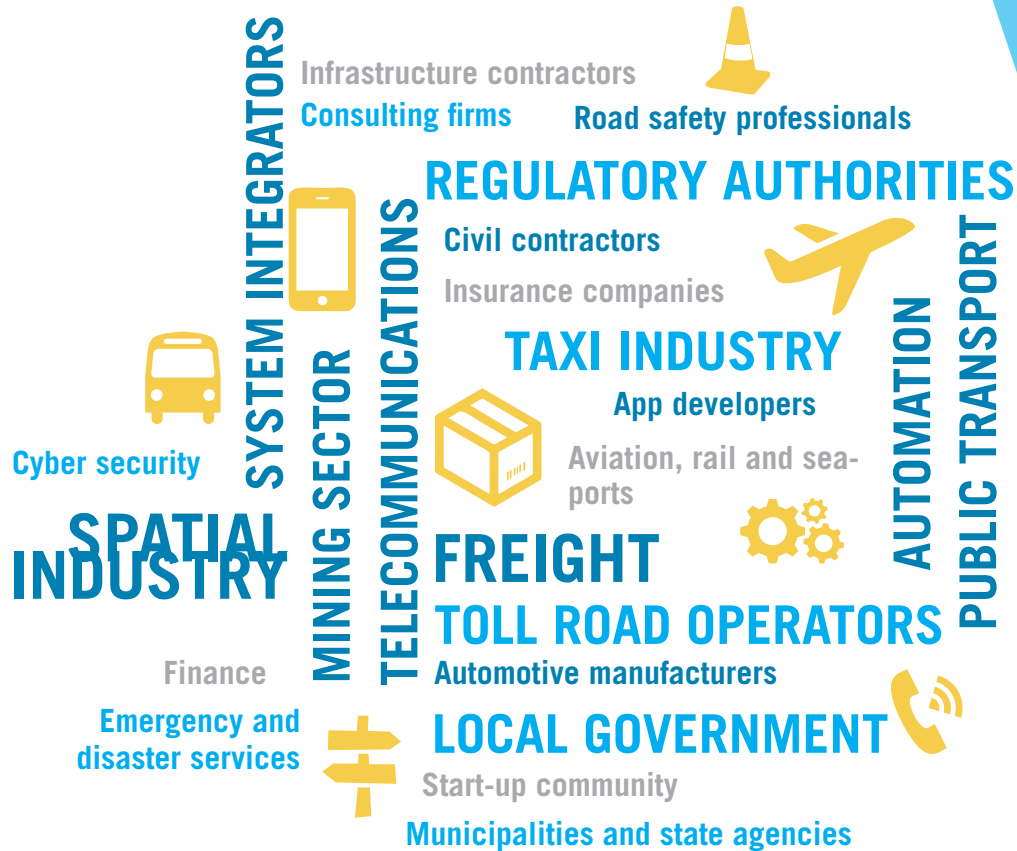 SYSTEM INTEGRATORS
Infrastructure contractors
Consulting firms
Road safety professionals
REGULATORY AUTHORITIES
TELECOMMUNICATIONS
Civil contractors
Insurance companies
PUBLIC TRANSPORT
AUTOMATION
TAXI INDUSTRY
MINING SECTOR
App developers
Cyber security
Aviation, rail and sea-
ports
SPATIAL
INDUSTRY
FREIGHT
TOLL ROAD OPERATORS
Finance
Automotive manufacturers
Emergency and
disaster services
LOCAL GOVERNMENT
Start-up community
Municipalities and state agencies